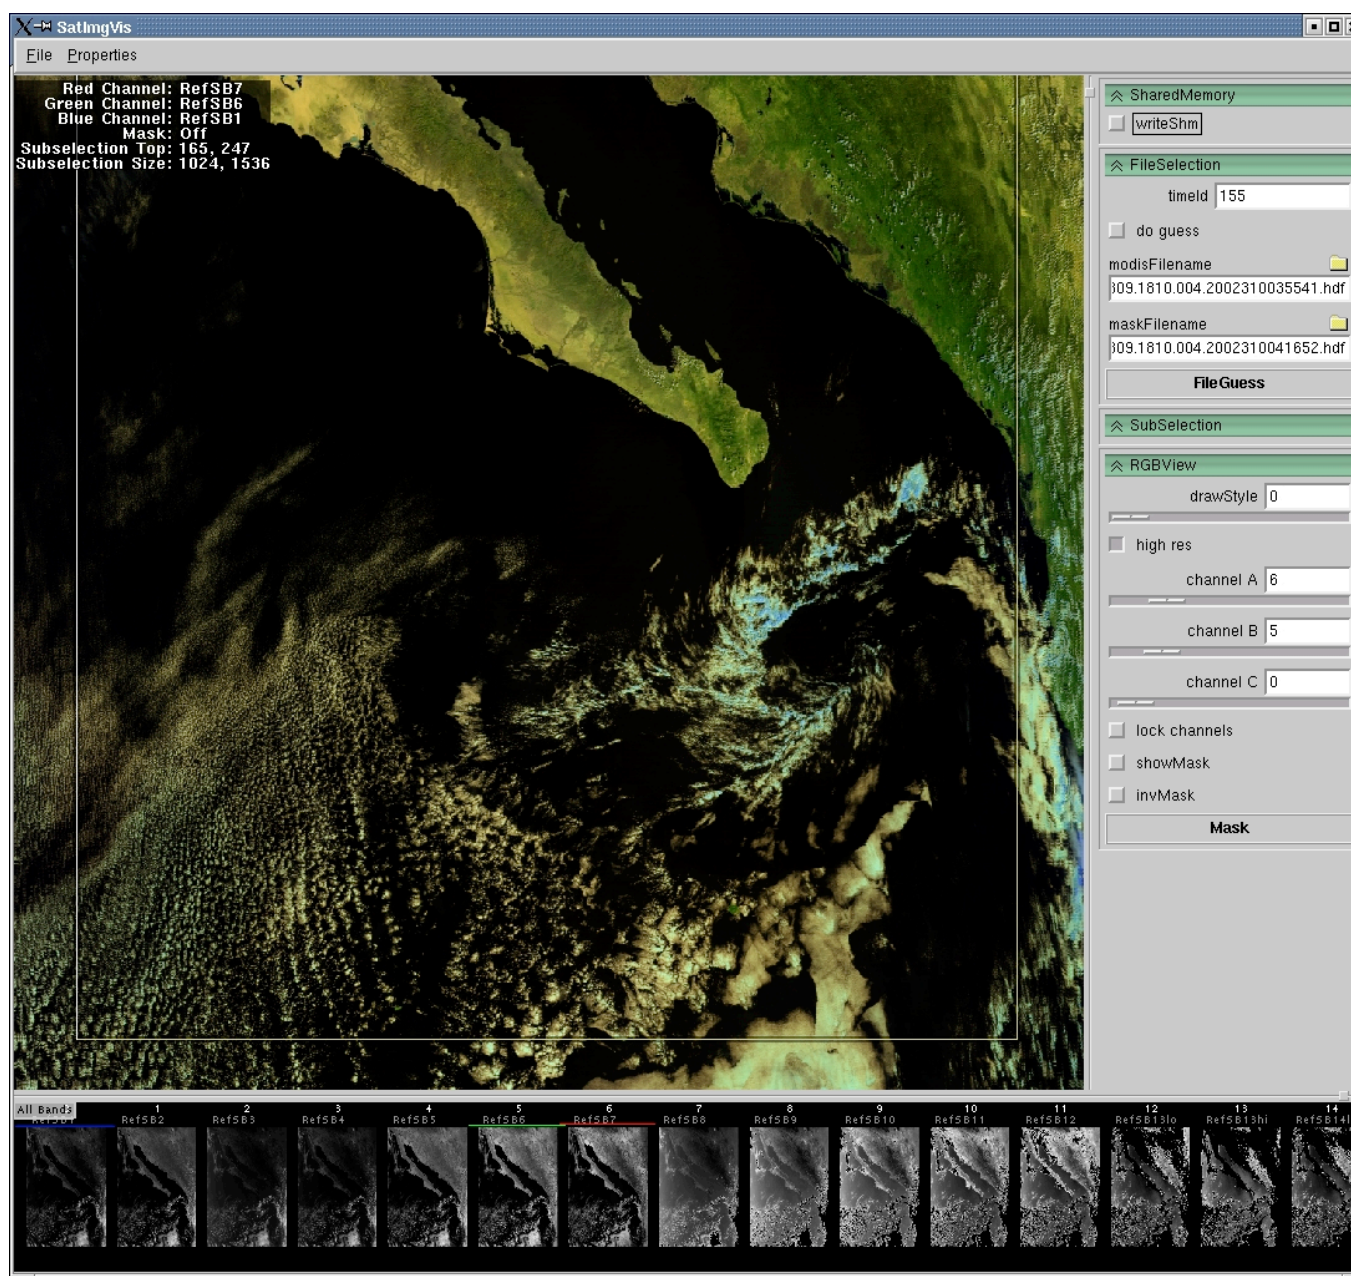 SatImgVis
File Properties
Red Channel: RefSB7
Green Channel: RefSB6
Blue Channel: RefSB1
Mask: Off
Subselection Top: 165, 247
Subselection Size: 1024, 1536
SharedMemory
writeShm
FileSelection
timeId 155
do guess
modisFilename
309.1810.004.2002310035541.hdf
maskFilename
309.1810.004.2002310041652.hdf
FileGuess
SubSelection
RGBView
drawStyle 0
high res
channel A 6
channel B 5
channel C 0
lock channels
showMask
invMask
Mask
All Bands 1 2 3 4 5 6 7 8 9 10 11 12 13 14
RefSB1 RefSB2 RefSB3 RefSB4 RefSB5 RefSB6 RefSB7 RefSB8 RefSB9 RefSB10 RefSB11 RefSB12 RefSB13lo RefSB13hi RefSB14l